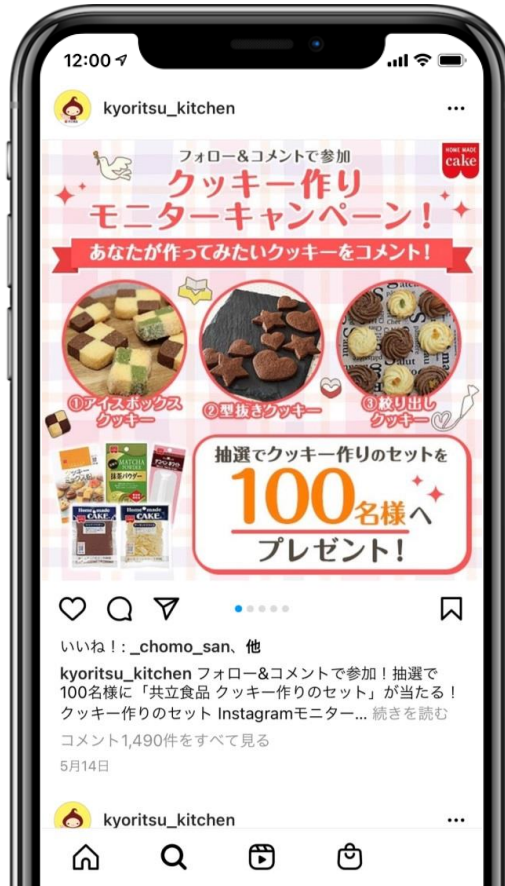 12:00
kyoritsu_kitchen
フォロー&コメントで参加
HOME MADE
cake
クッキー作り
モニターキャンペーン!
あなたが作ってみたいクッキーをコメント!
①アイスボックス
クッキー
②型抜きクッキー
③絞り出し
クッキー
MATCHA
POWDER
抹茶パウダー
Home made
CAKE
Home made
CAKE
抽選でクッキー作りのセットを
100名様へ
プレゼント!
いいね!:_chomo_san、他
kyoritsu_kitchen フォロー&コメントで参加!抽選で
100名様に「共立食品 クッキー作りのセット」が当たる!
クッキー作りのセット Instagramモニター... 続きを読む
コメント1,490件をすべて見る
5月14日
kyoritsu_kitchen